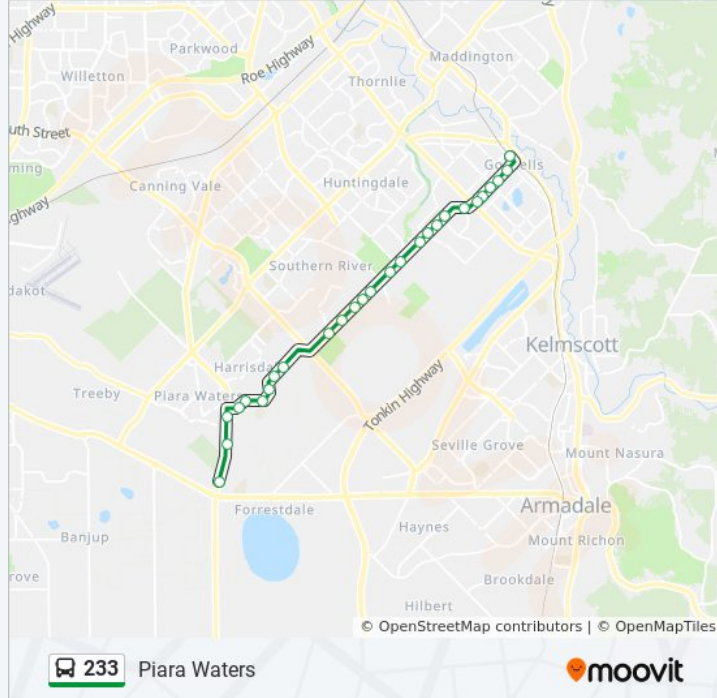 Highway
Parkwood
Roe Highway
Maddington
Willetton
Thornlie
uth Street
Gosnells
ming
Canning Vale
Huntingdale
Highway
Southern River
dakot
Kelmscott
Harrisdale
Treeby
Piara Waters
Tonkin Highway
Seville Grove
Mount Nasura
Forrestdale
Armadale
Haynes
Mount Richon
Banjup
rove
Brookdale
Hilbert
© OpenStreetMap contributors | © OpenMapTiles
233 Piara Waters
moovit